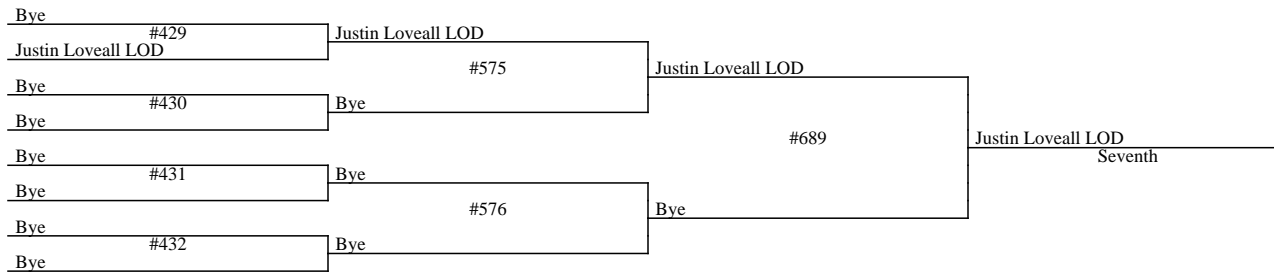 Bye
#429
Justin Loveall LOD
Bye
#430
Bye
Bye
#431
Bye
Bye
#432
Bye
Justin Loveall LOD
#575
Bye
Bye
#576
Bye
Justin Loveall LOD
#689
Bye
Justin Loveall LOD
Seventh